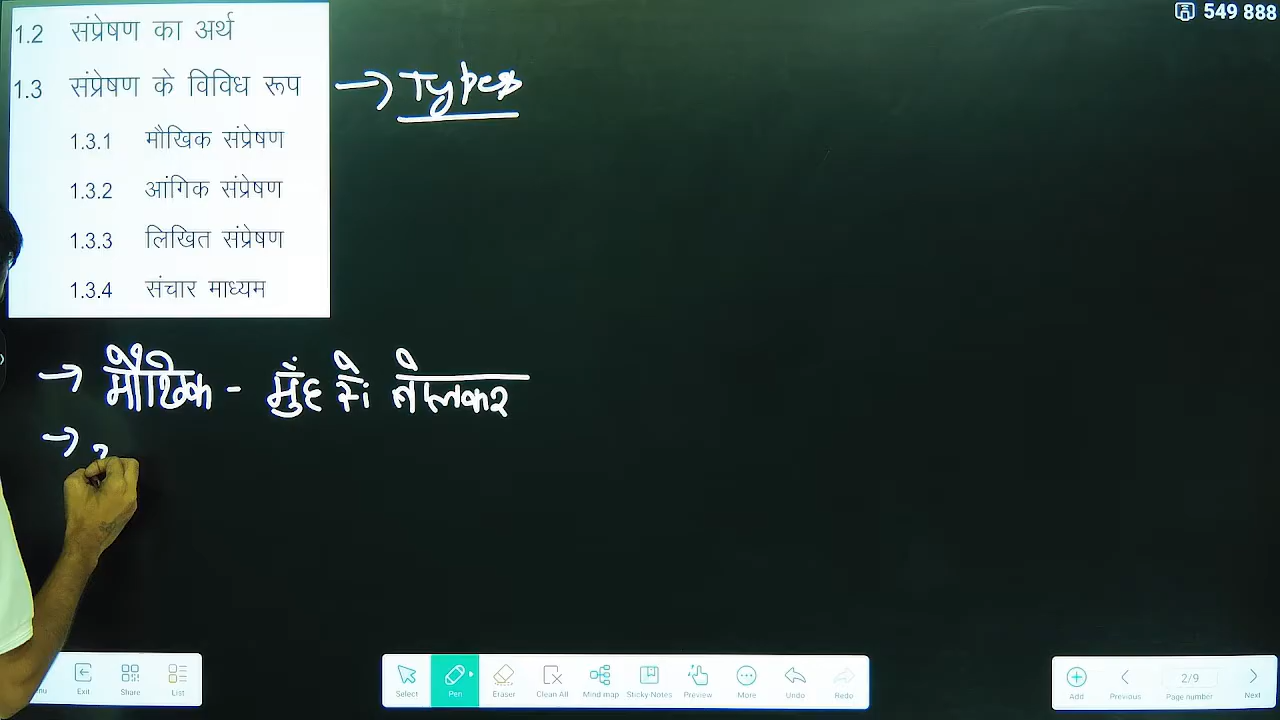 549 888
1.2 संप्रेषण का अर्थ
1.3 संप्रेषण के विविध रूप → Types
1.3.1 मौखिक संप्रेषण
1.3.2 आंगिक संप्रेषण
1.3.3 लिखित संप्रेषण
1.3.4 संचार माध्यम
→ मौखिक - मुँह से बोलकर
→
Exit
Share
List
Select
Pen
Eraser
Clean All
Mind map
Sticky-Notes
Preview
More
Undo
Redo
Add
Previous
2/9
Page number
Next